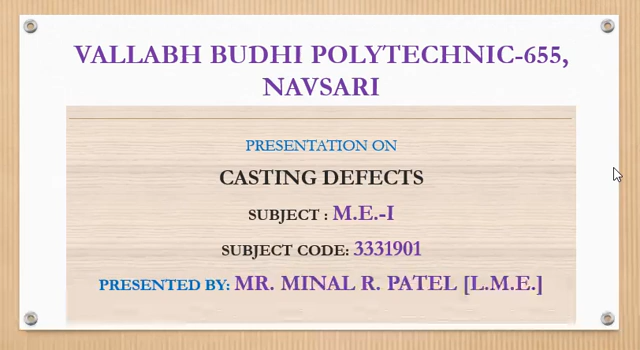 VALLABH BUDHI POLYTECHNIC-655,
NAVSARI
PRESENTATION ON
CASTING DEFECTS
SUBJECT : M.E.-I
SUBJECT CODE: 3331901
PRESENTED BY: MR. MINAL R. PATEL [L.M.E.]